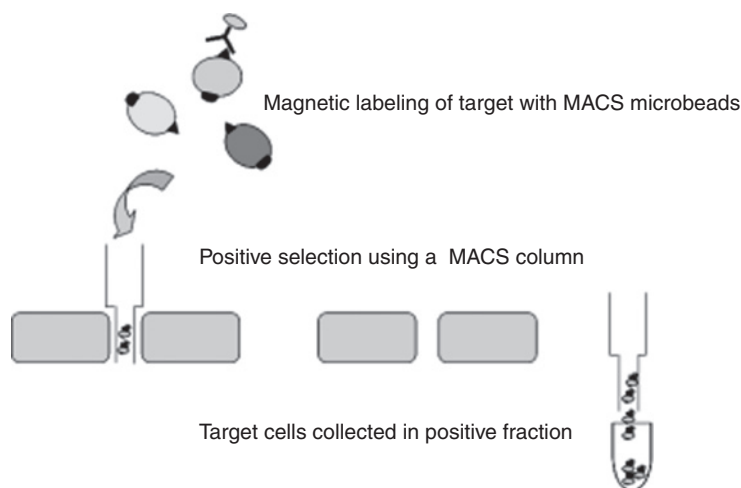 Magnetic labeling of target with MACS microbeads
Positive selection using a MACS column
Target cells collected in positive fraction